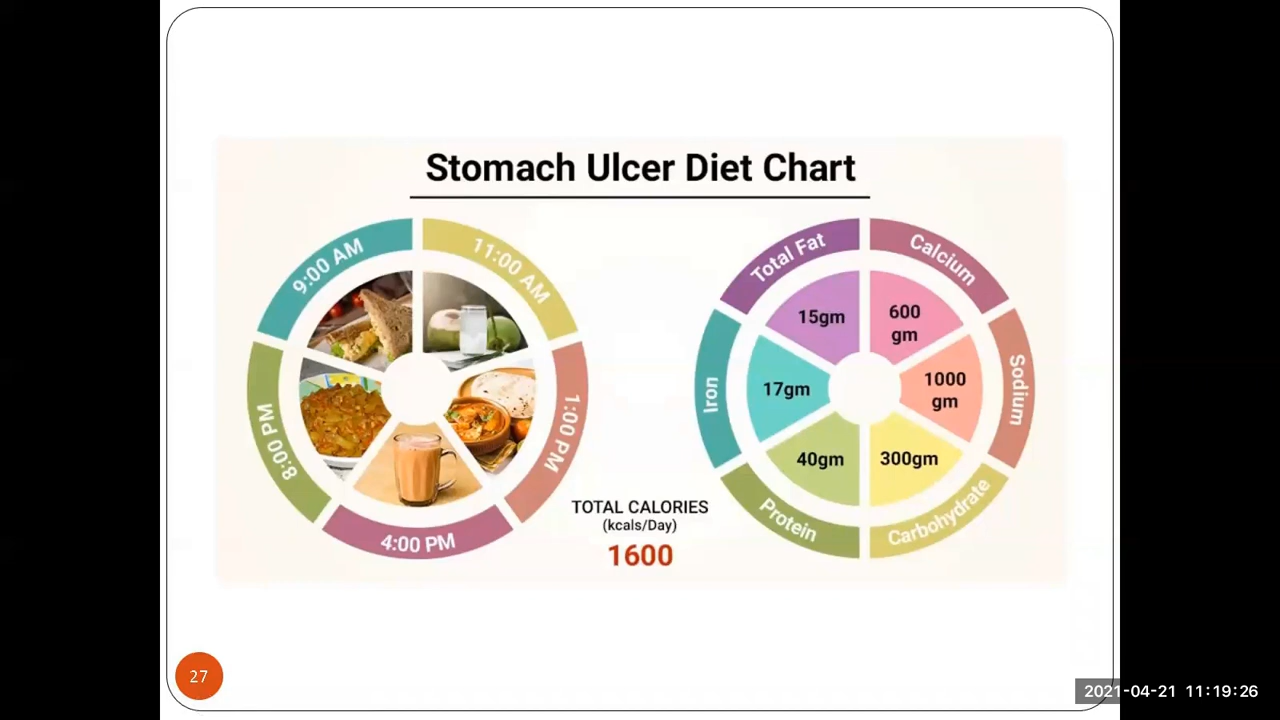 Stomach Ulcer Diet Chart
9:00 AM
11:00 AM
1:00 PM
4:00 PM
8:00 PM
TOTAL CALORIES
(kcals/Day)
1600
Total Fat
15gm
Calcium
600
gm
Sodium
1000
gm
Carbohydrate
300gm
Protein
40gm
Iron
17gm
27
2021-04-21 11:19:26